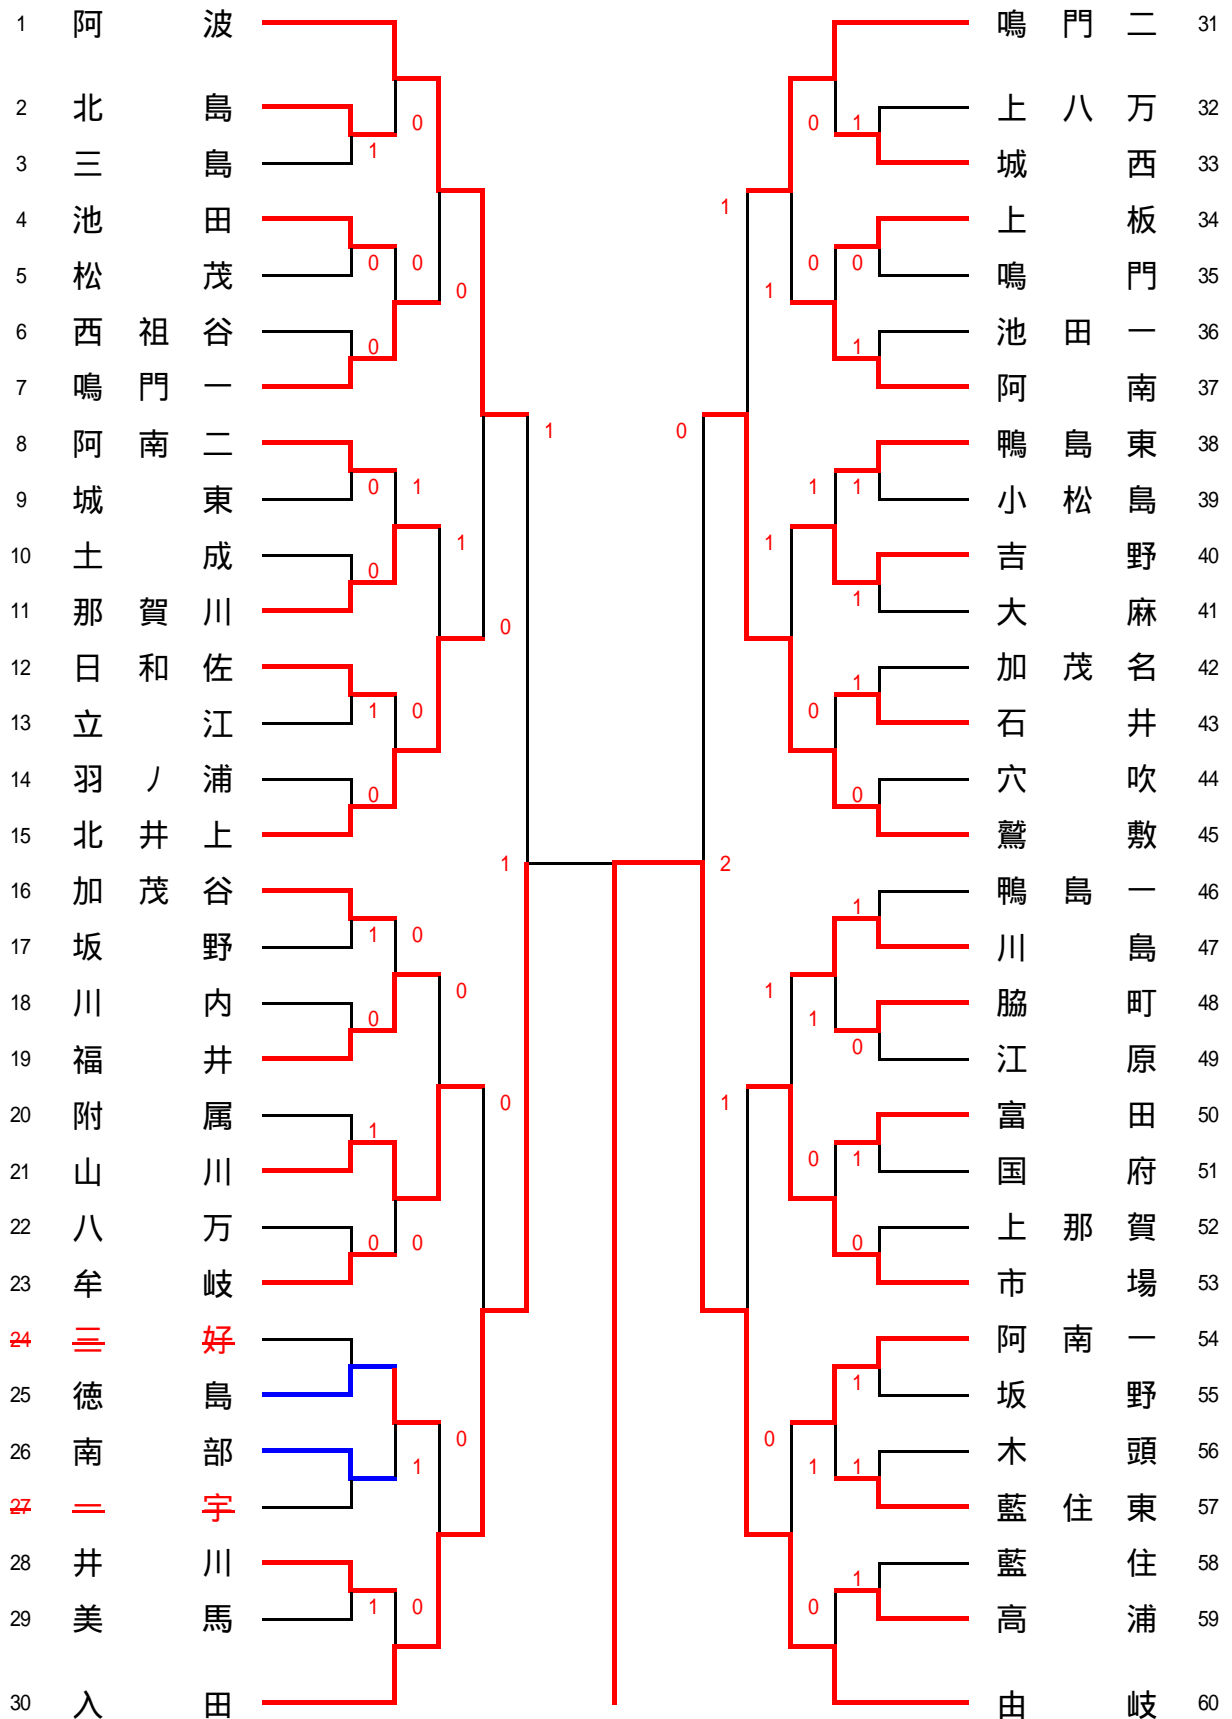 1 阿波
2 北島
3 三島
4 池田
5 松茂
6 西祖谷
7 鳴門一
8 阿南二
9 城東
10 土成
11 那賀川
12 日和佐
13 立江
14 羽ノ浦
15 北井上
16 加茂谷
17 坂野
18 川内
19 福井
20 附属
21 山川
22 八万
23 牟岐
24 三好
25 徳島
26 南部
27 一宇
28 井川
29 美馬
30 入田
0
1
0
0
0
0
1
0
1
1
0
0
1
0
0
1
1
0
0
0
0
1
0
0
0
1
1
0
鳴門二 31
上八万 32
城西 33
上板 34
鳴門 35
池田一 36
阿南 37
鴨島東 38
小松島 39
吉野 40
大麻 41
加茂名 42
石井 43
穴吹 44
鷲敷 45
鴨島一 46
川島 47
脇町 48
江原 49
富田 50
国府 51
上那賀 52
市場 53
阿南一 54
坂野 55
木頭 56
藍住東 57
藍住 58
高浦 59
由岐 60
0 1
1
0 0
1
1
0
1 1
1
1
1
0
0
2
1
1
1
0
1
0 1
0
1
0
1 1
1
0